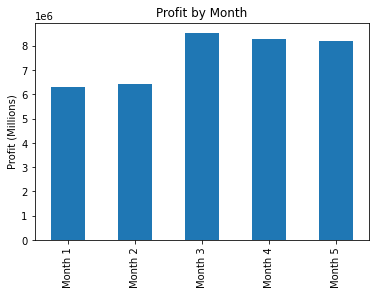 Profit by Month
1e6
Profit (Millions)
8
7
6
5
4
3
2
1
0
Month 1
Month 2
Month 3
Month 4
Month 5